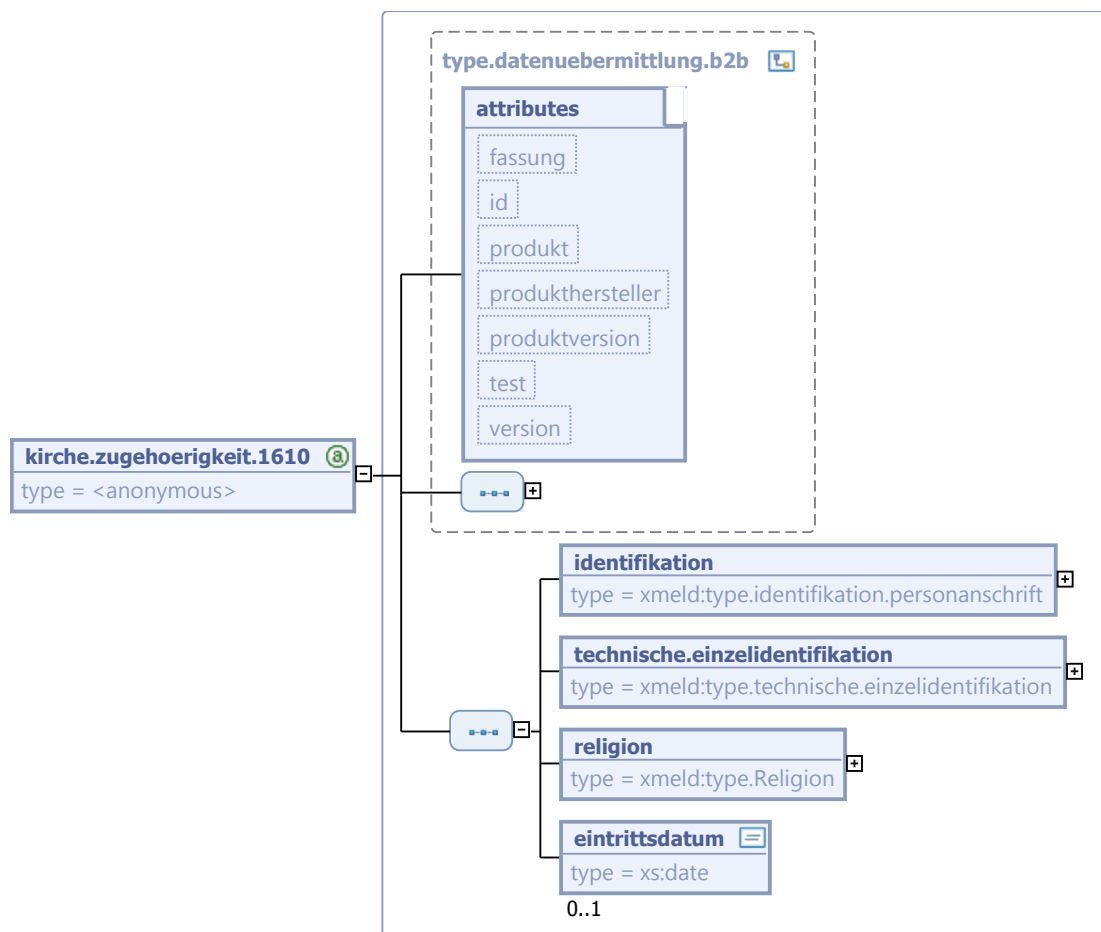 type.datenuebermittlung.b2b
attributes
fassung
id
produkt
produkthersteller
produktversion
test
version
kirche.zugehoerigkeit.1610 a
type = <anonymous>
identifikation
type = xmeld:type.identifikation.personanschrift
technische.einzelidentifikation
type = xmeld:type.technische.einzelidentifikation
religion
type = xmeld:type.Religion
eintrittsdatum
type = xs:date
0..1